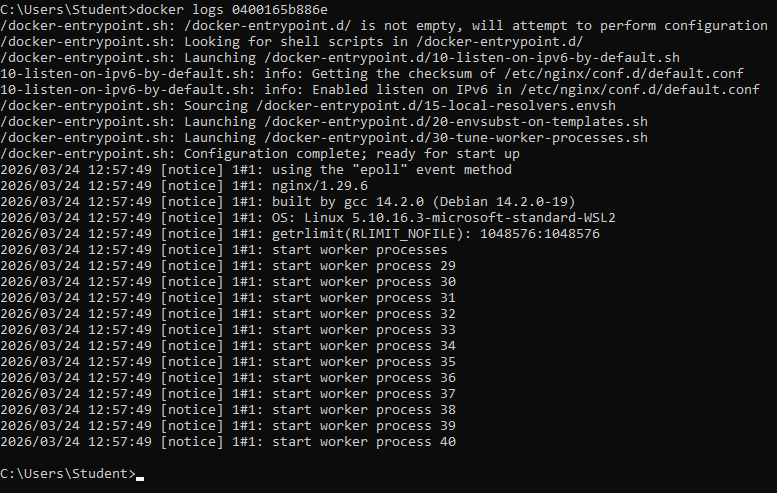 C:\Users\Student>docker logs 0400165b886e
/docker-entrypoint.sh: /docker-entrypoint.d/ is not empty, will attempt to perform configuration
/docker-entrypoint.sh: Looking for shell scripts in /docker-entrypoint.d/
/docker-entrypoint.sh: Launching /docker-entrypoint.d/10-listen-on-ipv6-by-default.sh
10-listen-on-ipv6-by-default.sh: info: Getting the checksum of /etc/nginx/conf.d/default.conf
10-listen-on-ipv6-by-default.sh: info: Enabled listen on IPv6 in /etc/nginx/conf.d/default.conf
/docker-entrypoint.sh: Sourcing /docker-entrypoint.d/15-local-resolvers.envsh
/docker-entrypoint.sh: Launching /docker-entrypoint.d/20-envsubst-on-templates.sh
/docker-entrypoint.sh: Launching /docker-entrypoint.d/30-tune-worker-processes.sh
/docker-entrypoint.sh: Configuration complete; ready for start up
2026/03/24 12:57:49 [notice] 1#1: using the "epoll" event method
2026/03/24 12:57:49 [notice] 1#1: nginx/1.29.6
2026/03/24 12:57:49 [notice] 1#1: built by gcc 14.2.0 (Debian 14.2.0-19)
2026/03/24 12:57:49 [notice] 1#1: OS: Linux 5.10.16.3-microsoft-standard-WSL2
2026/03/24 12:57:49 [notice] 1#1: getrlimit(RLIMIT_NOFILE): 1048576:1048576
2026/03/24 12:57:49 [notice] 1#1: start worker processes
2026/03/24 12:57:49 [notice] 1#1: start worker process 29
2026/03/24 12:57:49 [notice] 1#1: start worker process 30
2026/03/24 12:57:49 [notice] 1#1: start worker process 31
2026/03/24 12:57:49 [notice] 1#1: start worker process 32
2026/03/24 12:57:49 [notice] 1#1: start worker process 33
2026/03/24 12:57:49 [notice] 1#1: start worker process 34
2026/03/24 12:57:49 [notice] 1#1: start worker process 35
2026/03/24 12:57:49 [notice] 1#1: start worker process 36
2026/03/24 12:57:49 [notice] 1#1: start worker process 37
2026/03/24 12:57:49 [notice] 1#1: start worker process 38
2026/03/24 12:57:49 [notice] 1#1: start worker process 39
2026/03/24 12:57:49 [notice] 1#1: start worker process 40
C:\Users\Student>